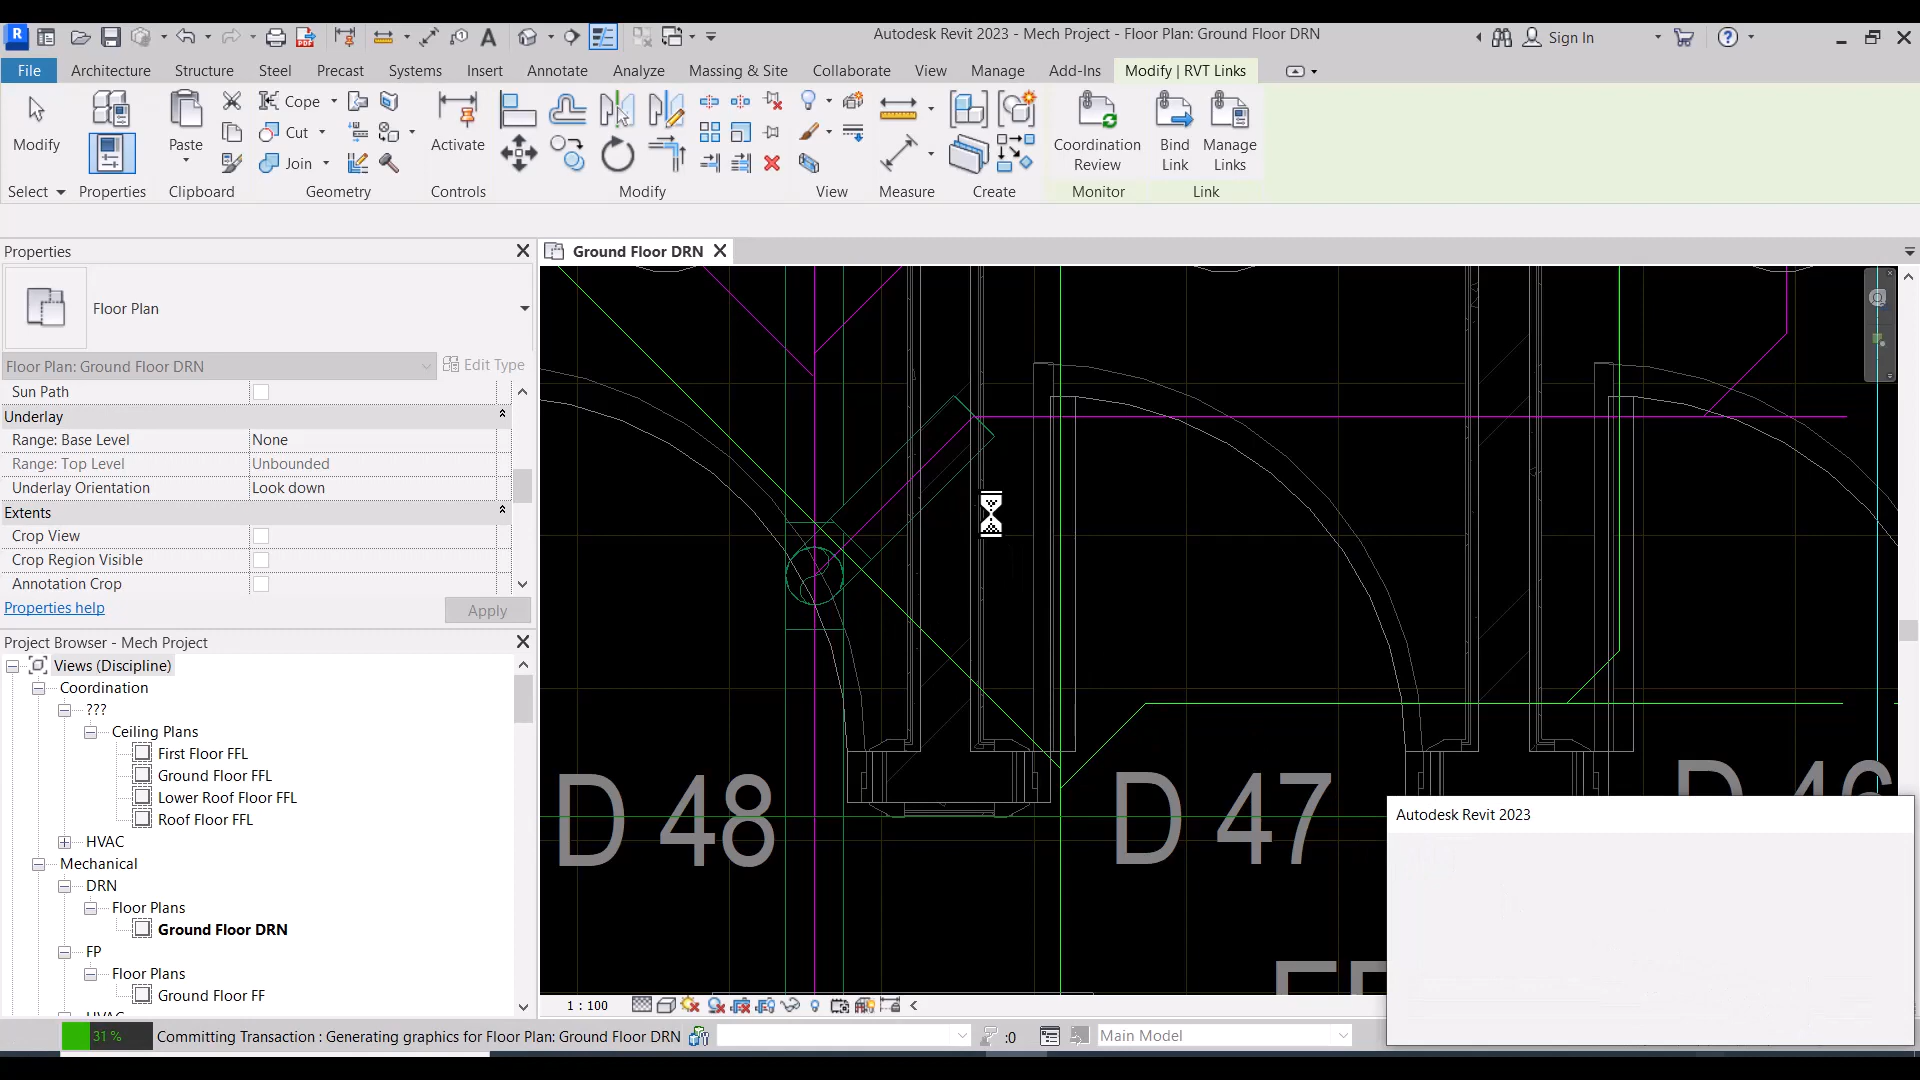 Autodesk Revit 2023 - Mech Project - Floor Plan: Ground Floor DRN
Sign In
File
Architecture
Structure
Steel
Precast
Systems
Insert
Annotate
Analyze
Massing & Site
Collaborate
View
Manage
Add-Ins
Modify | RVT Links
Modify
Paste
Cope
Cut
Join
Activate
Coordination Review
Bind Link
Manage Links
Select
Properties
Clipboard
Geometry
Controls
Modify
View
Measure
Create
Monitor
Link
Properties
Floor Plan
Floor Plan: Ground Floor DRN
Edit Type
Sun Path
Underlay
Range: Base Level None
Range: Top Level Unbounded
Underlay Orientation Look down
Extents
Crop View
Crop Region Visible
Annotation Crop
Properties help
Apply
Project Browser - Mech Project
Views (Discipline)
Coordination
???
Ceiling Plans
First Floor FFL
Ground Floor FFL
Lower Roof Floor FFL
Roof Floor FFL
HVAC
Mechanical
DRN
Floor Plans
Ground Floor DRN
FP
Floor Plans
Ground Floor FF
Ground Floor DRN
D 48
D 47
Autodesk Revit 2023
1 : 100
31 %
Committing Transaction : Generating graphics for Floor Plan: Ground Floor DRN
:0
Main Model